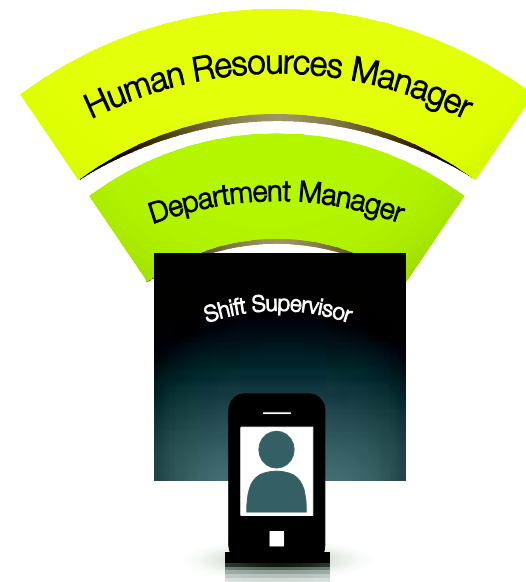 Human Resources Manager
Department Manager
Shift Supervisor